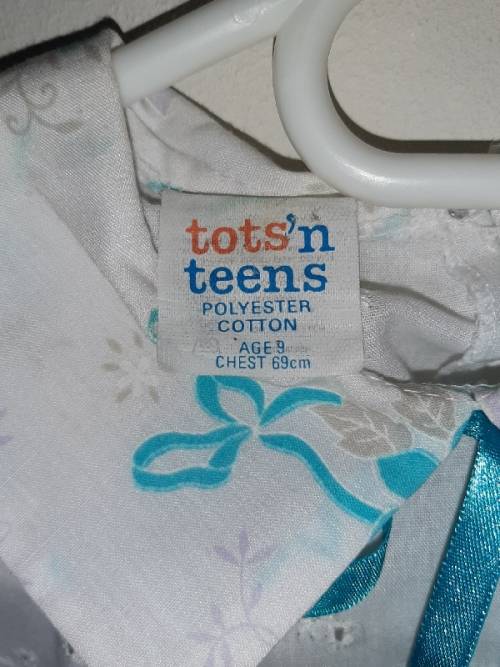 tots'n
teens
POLYESTER
COTTON
AGE 9
CHEST 69cm